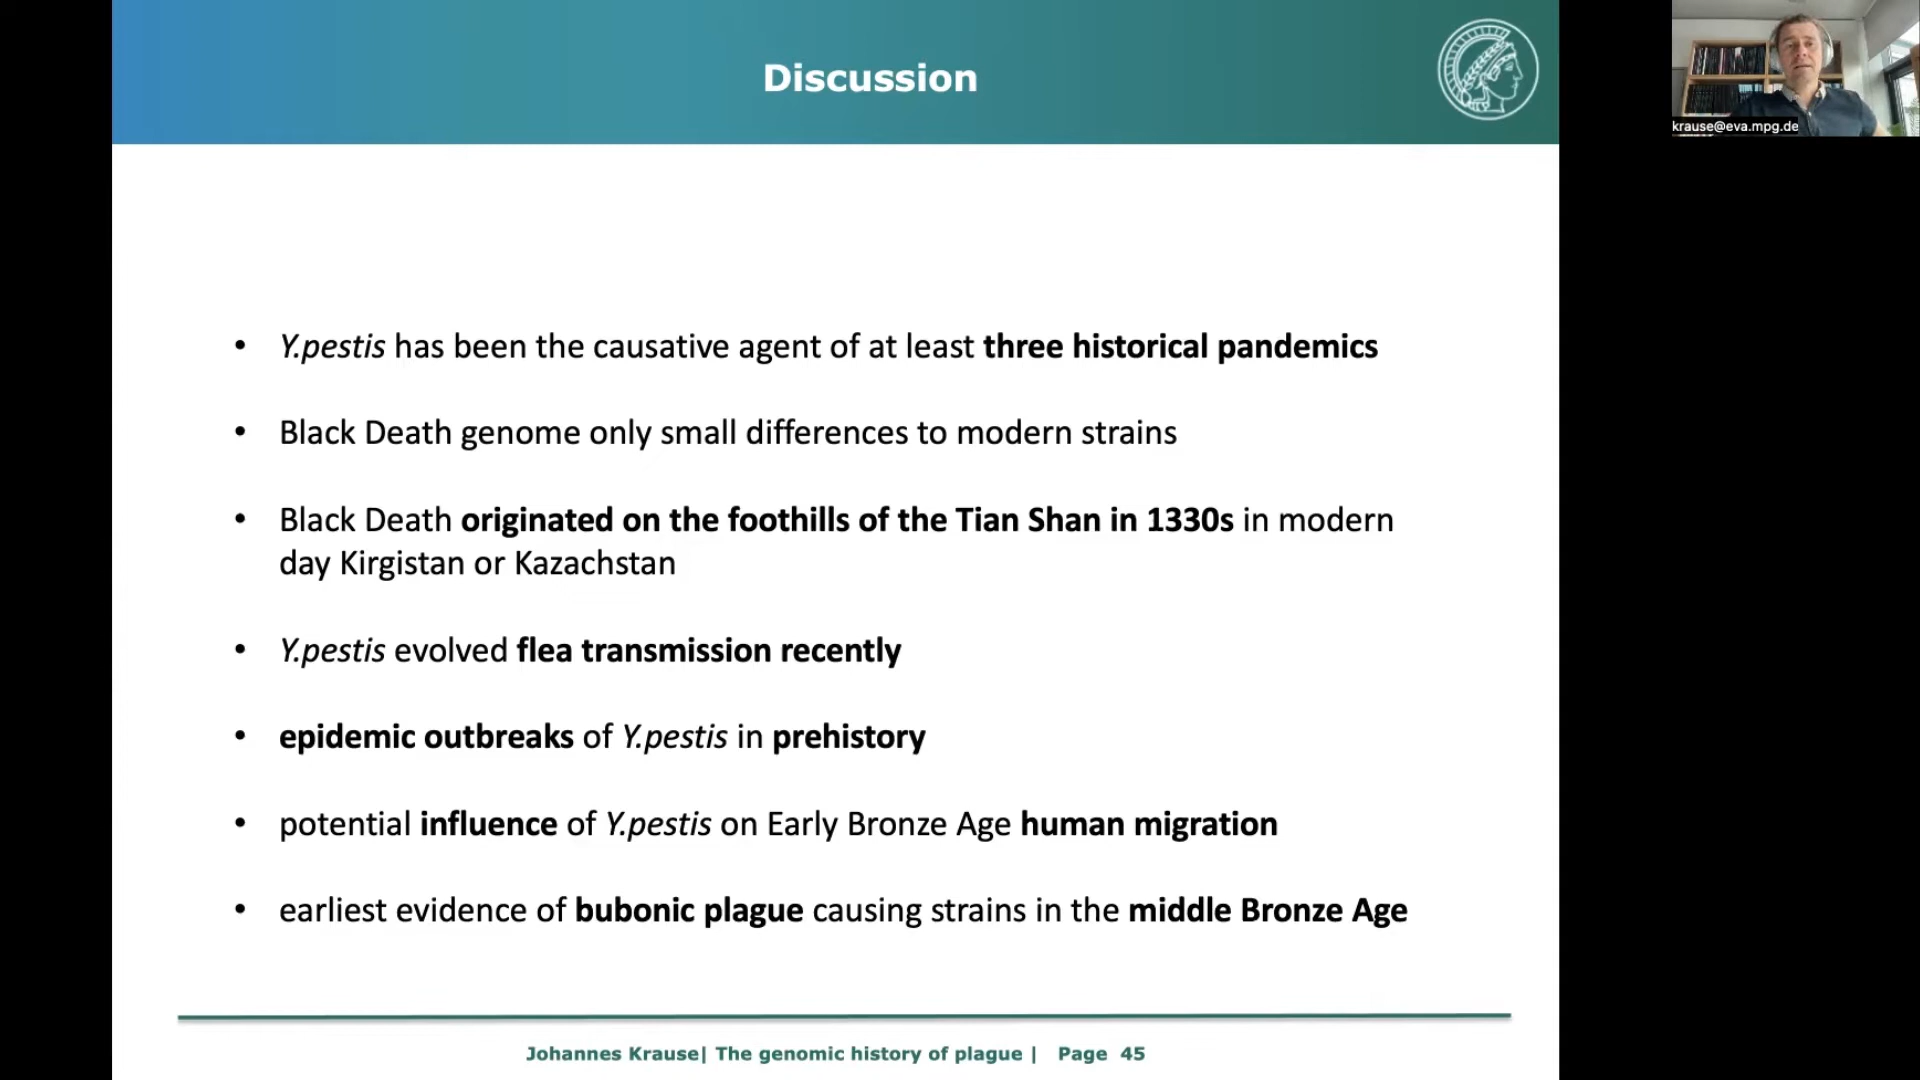 Discussion
krause@eva.mpg.de
• Y.pestis has been the causative agent of at least three historical pandemics
• Black Death genome only small differences to modern strains
• Black Death originated on the foothills of the Tian Shan in 1330s in modern
day Kirgistan or Kazachstan
• Y.pestis evolved flea transmission recently
• epidemic outbreaks of Y.pestis in prehistory
• potential influence of Y.pestis on Early Bronze Age human migration
• earliest evidence of bubonic plague causing strains in the middle Bronze Age
Johannes Krause| The genomic history of plague | Page 45